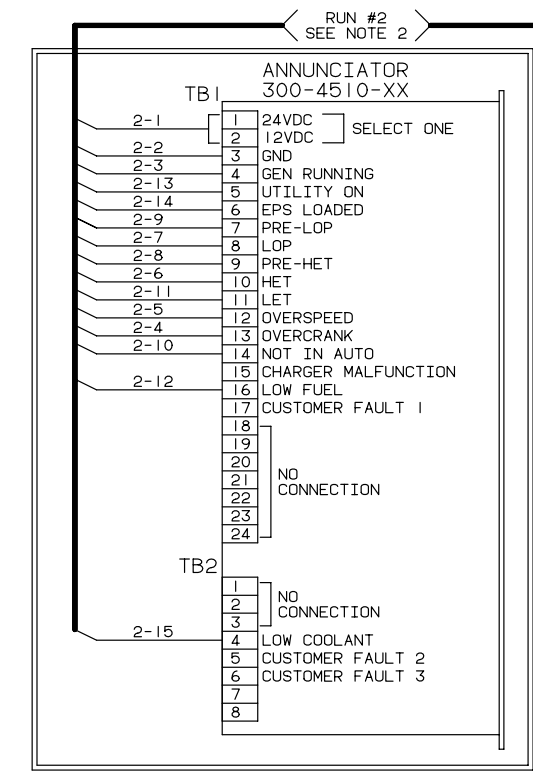 RUN #2
SEE NOTE 2
ANNUNCIATOR
300-4510-XX
TB1
2-1 1 24VDC
2 12VDC
SELECT ONE
2-2 3 GND
2-3 4 GEN RUNNING
2-13 5 UTILITY ON
2-14 6 EPS LOADED
2-9 7 PRE-LOP
2-7 8 LOP
2-8 9 PRE-HET
2-6 10 HET
2-11 11 LET
2-5 12 OVERSPEED
2-4 13 OVERCRANK
2-10 14 NOT IN AUTO
15 CHARGER MALFUNCTION
2-12 16 LOW FUEL
17 CUSTOMER FAULT 1
18
19
20
21
22
23
24
NO
CONNECTION
TB2
1
2
3
NO
CONNECTION
2-15 4 LOW COOLANT
5 CUSTOMER FAULT 2
6 CUSTOMER FAULT 3
7
8